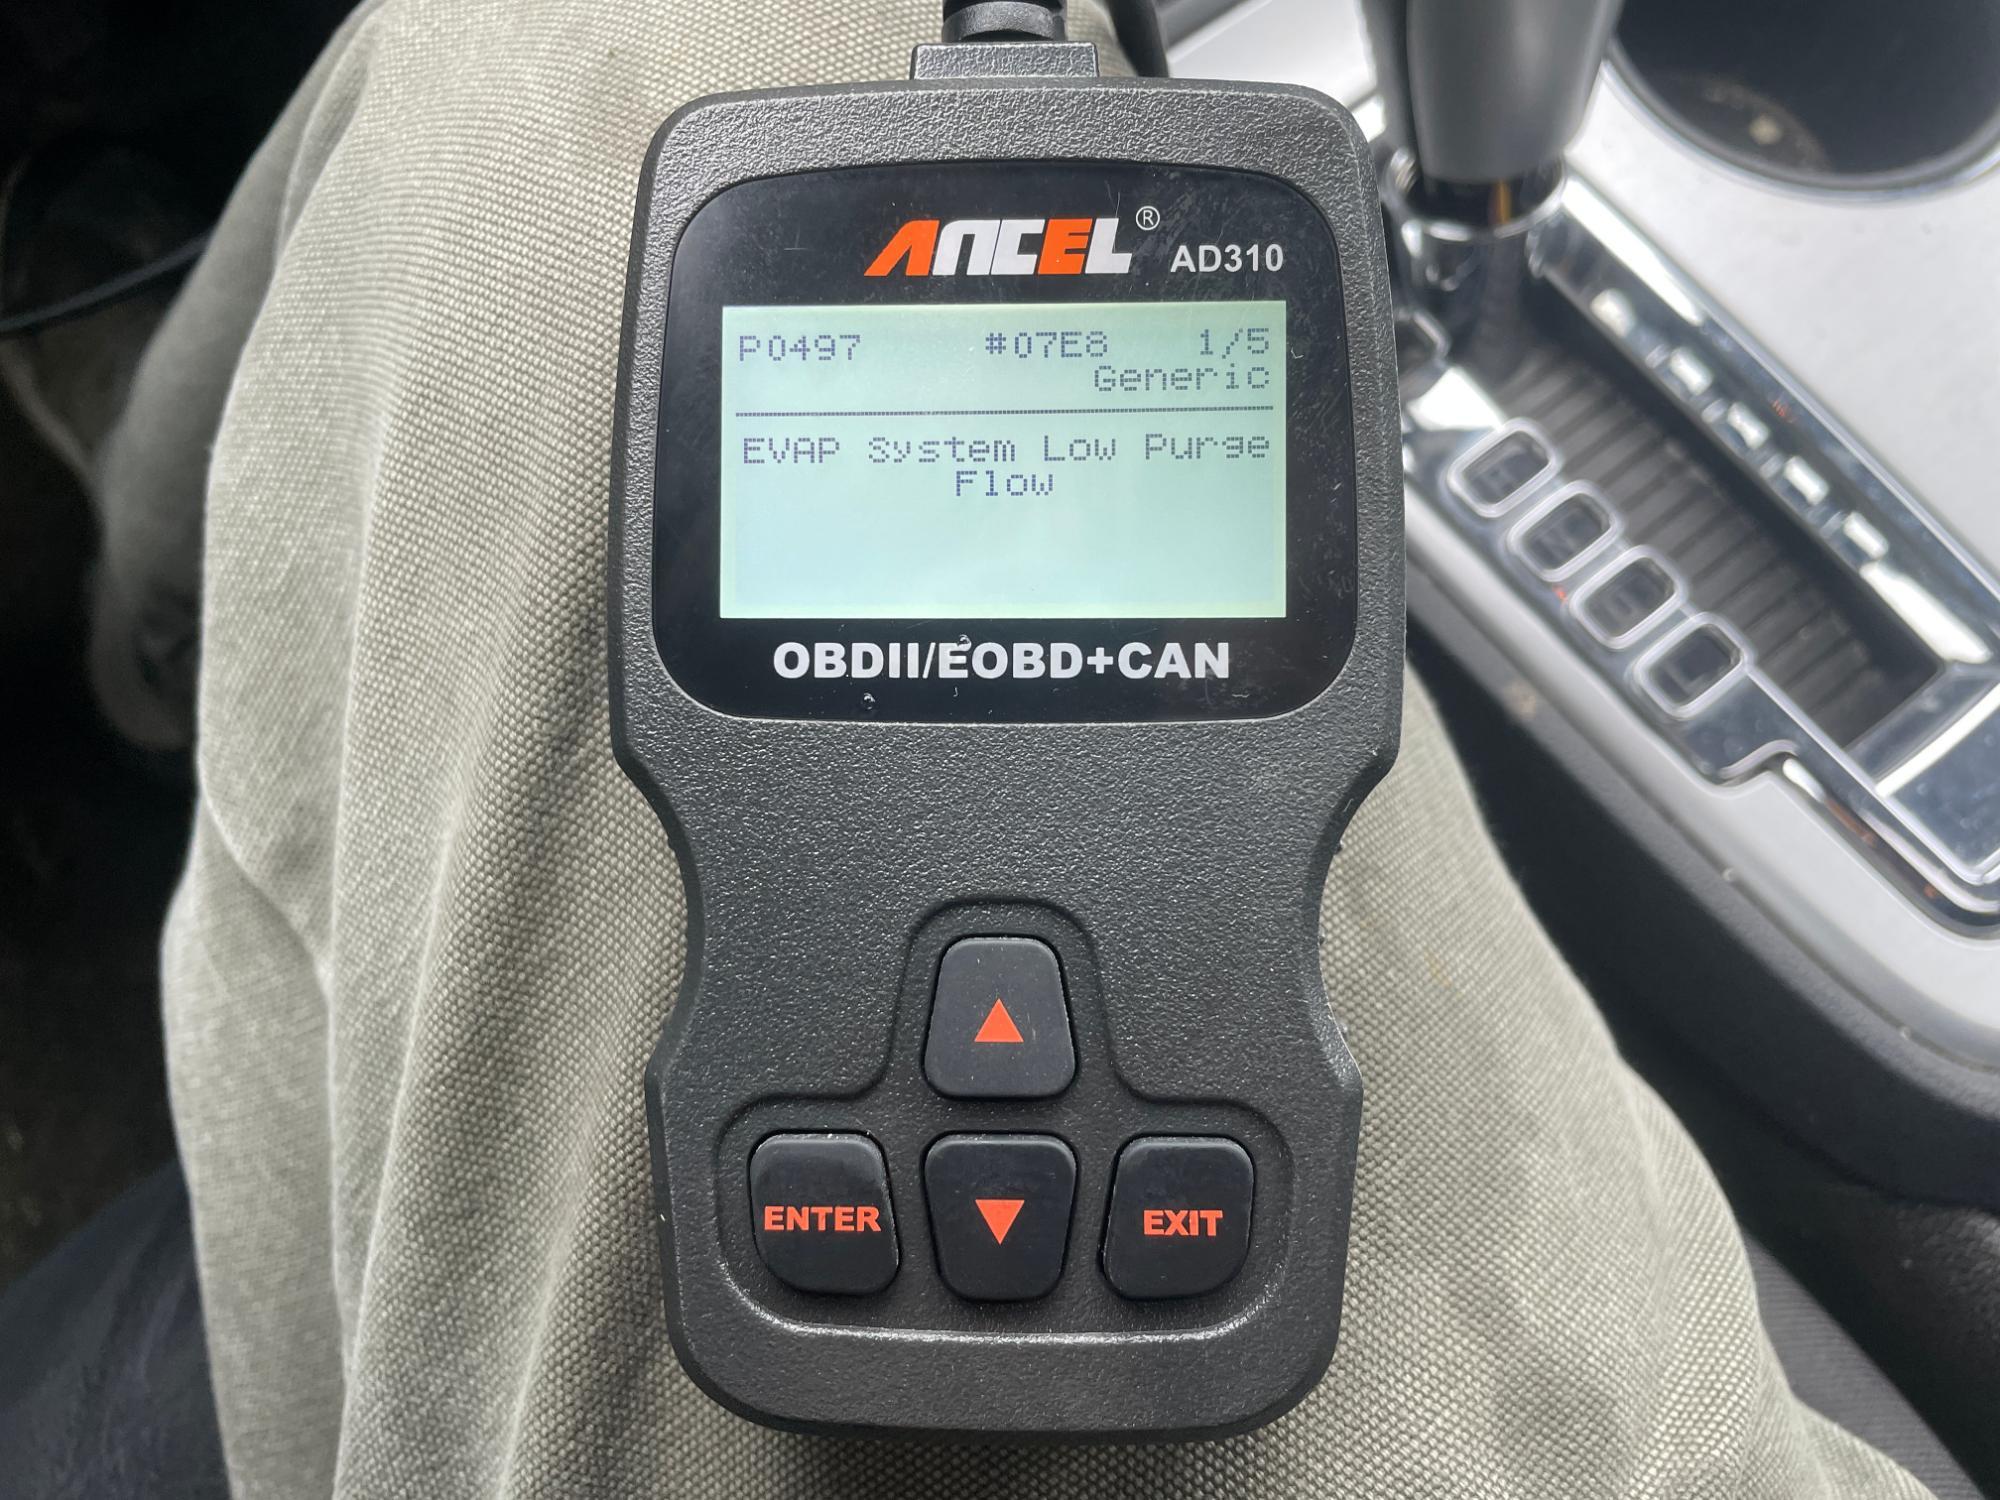 ANCEL® AD310
P0497 #07E8 1/5
Generic
EVAP System Low Purge
Flow
OBDII/EOBD+CAN
ENTER
EXIT